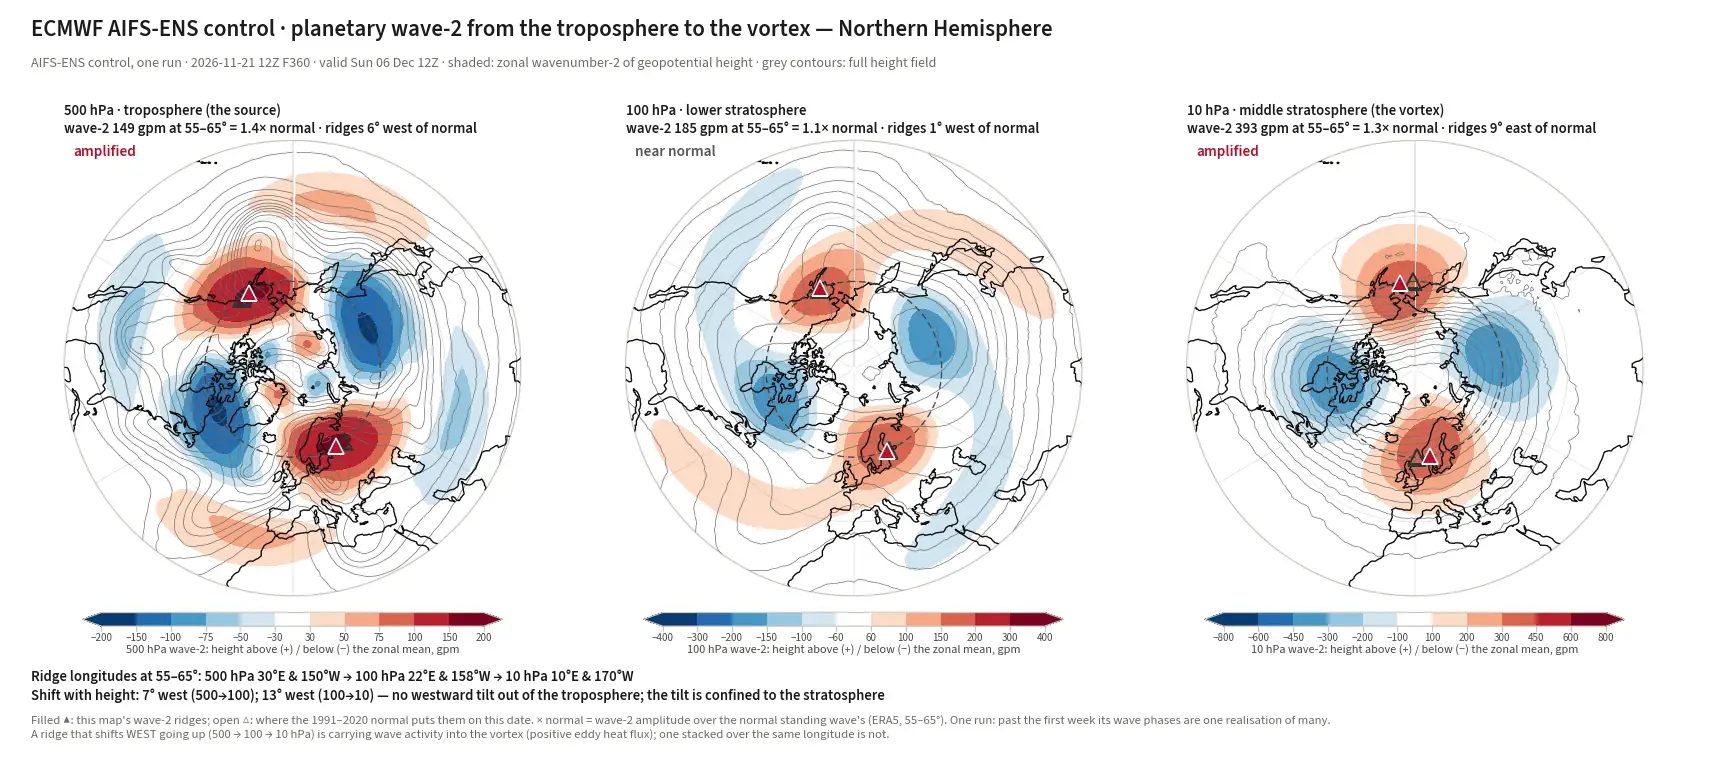 ECMWF AIFS-ENS control · planetary wave-2 from the troposphere to the vortex — Northern Hemisphere
AIFS-ENS control, one run · 2026-11-21 12Z F360 · valid Sun 06 Dec 12Z · shaded: zonal wavenumber-2 of geopotential height · grey contours: full height field
500 hPa · troposphere (the source)
wave-2 149 gpm at 55–65° = 1.4× normal · ridges 6° west of normal
amplified
100 hPa · lower stratosphere
wave-2 185 gpm at 55–65° = 1.1× normal · ridges 1° west of normal
near normal
10 hPa · middle stratosphere (the vortex)
wave-2 393 gpm at 55–65° = 1.3× normal · ridges 9° east of normal
amplified
−200 −150 −100 −75 −50 −30 30 50 75 100 150 200
500 hPa wave-2: height above (+) / below (−) the zonal mean, gpm
−400 −300 −200 −150 −100 −60 60 100 150 200 300 400
100 hPa wave-2: height above (+) / below (−) the zonal mean, gpm
−800 −600 −450 −300 −200 −100 100 200 300 450 600 800
10 hPa wave-2: height above (+) / below (−) the zonal mean, gpm
Ridge longitudes at 55–65°: 500 hPa 30°E & 150°W → 100 hPa 22°E & 158°W → 10 hPa 10°E & 170°W
Shift with height: 7° west (500→100); 13° west (100→10) — no westward tilt out of the troposphere; the tilt is confined to the stratosphere
Filled ▲: this map's wave-2 ridges; open △: where the 1991–2020 normal puts them on this date. × normal = wave-2 amplitude over the normal standing wave's (ERA5, 55–65°). One run: past the first week its wave phases are one realisation of many.
A ridge that shifts WEST going up (500 → 100 → 10 hPa) is carrying wave activity into the vortex (positive eddy heat flux); one stacked over the same longitude is not.